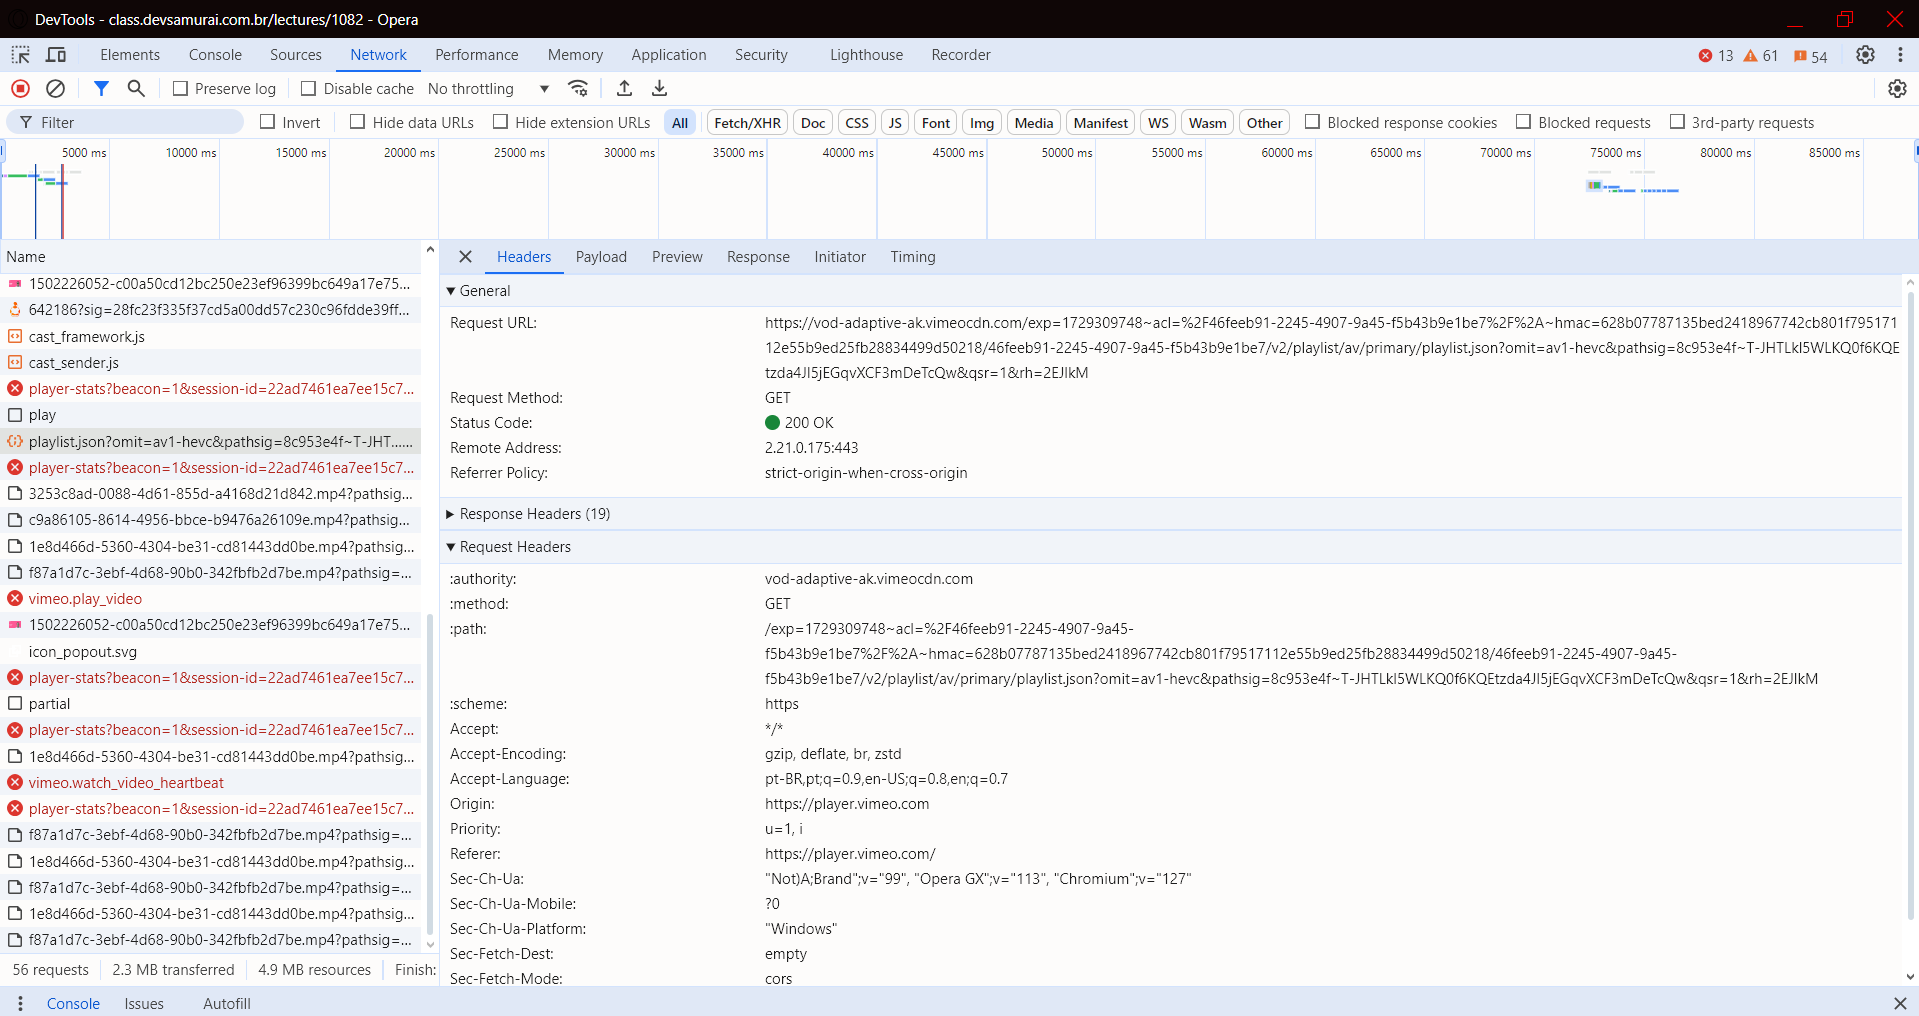 DevTools - class.devsamurai.com.br/lectures/1082 - Opera
Elements Console Sources Network Performance Memory Application Security Lighthouse Recorder 13 61 54
Preserve log Disable cache No throttling
Filter Invert Hide data URLs Hide extension URLs All Fetch/XHR Doc CSS JS Font Img Media Manifest WS Wasm Other Blocked response cookies Blocked requests 3rd-party requests
5000 ms 10000 ms 15000 ms 20000 ms 25000 ms 30000 ms 35000 ms 40000 ms 45000 ms 50000 ms 55000 ms 60000 ms 65000 ms 70000 ms 75000 ms 80000 ms 85000 ms
Name
1502226052-c00a50cd12bc250e23ef96399bc649a17e75...
642186?sig=28fc23f335f37cd5a00dd57c230c96fdde39ff...
cast_framework.js
cast_sender.js
player-stats?beacon=1&session-id=22ad7461ea7ee15c7...
play
playlist.json?omit=av1-hevc&pathsig=8c953e4f~T-JHT......
player-stats?beacon=1&session-id=22ad7461ea7ee15c7...
3253c8ad-0088-4d61-855d-a4168d21d842.mp4?pathsig...
c9a86105-8614-4956-bbce-b9476a26109e.mp4?pathsig...
1e8d466d-5360-4304-be31-cd81443dd0be.mp4?pathsig...
f87a1d7c-3ebf-4d68-90b0-342fbfb2d7be.mp4?pathsig=...
vimeo.play_video
1502226052-c00a50cd12bc250e23ef96399bc649a17e75...
icon_popout.svg
player-stats?beacon=1&session-id=22ad7461ea7ee15c7...
partial
player-stats?beacon=1&session-id=22ad7461ea7ee15c7...
1e8d466d-5360-4304-be31-cd81443dd0be.mp4?pathsig...
vimeo.watch_video_heartbeat
player-stats?beacon=1&session-id=22ad7461ea7ee15c7...
f87a1d7c-3ebf-4d68-90b0-342fbfb2d7be.mp4?pathsig=...
1e8d466d-5360-4304-be31-cd81443dd0be.mp4?pathsig...
f87a1d7c-3ebf-4d68-90b0-342fbfb2d7be.mp4?pathsig=...
1e8d466d-5360-4304-be31-cd81443dd0be.mp4?pathsig...
f87a1d7c-3ebf-4d68-90b0-342fbfb2d7be.mp4?pathsig=...
56 requests 2.3 MB transferred 4.9 MB resources Finish:
Headers Payload Preview Response Initiator Timing
General
Request URL: https://vod-adaptive-ak.vimeocdn.com/exp=1729309748~acl=%2F46feeb91-2245-4907-9a45-f5b43b9e1be7%2F%2A~hmac=628b07787135bed2418967742cb801f795171
12e55b9ed25fb28834499d50218/46feeb91-2245-4907-9a45-f5b43b9e1be7/v2/playlist/av/primary/playlist.json?omit=av1-hevc&pathsig=8c953e4f~T-JHTLkI5WLKQ0f6KQE
tzda4JI5jEGqvXCF3mDeTcQw&qsr=1&rh=2EJIkM
Request Method: GET
Status Code: 200 OK
Remote Address: 2.21.0.175:443
Referrer Policy: strict-origin-when-cross-origin
Response Headers (19)
Request Headers
:authority: vod-adaptive-ak.vimeocdn.com
:method: GET
:path: /exp=1729309748~acl=%2F46feeb91-2245-4907-9a45-
f5b43b9e1be7%2F%2A~hmac=628b07787135bed2418967742cb801f79517112e55b9ed25fb28834499d50218/46feeb91-2245-4907-9a45-
f5b43b9e1be7/v2/playlist/av/primary/playlist.json?omit=av1-hevc&pathsig=8c953e4f~T-JHTLkI5WLKQ0f6KQEtzda4JI5jEGqvXCF3mDeTcQw&qsr=1&rh=2EJIkM
:scheme: https
Accept: */*
Accept-Encoding: gzip, deflate, br, zstd
Accept-Language: pt-BR,pt;q=0.9,en-US;q=0.8,en;q=0.7
Origin: https://player.vimeo.com
Priority: u=1, i
Referer: https://player.vimeo.com/
Sec-Ch-Ua: "Not)A;Brand";v="99", "Opera GX";v="113", "Chromium";v="127"
Sec-Ch-Ua-Mobile: ?0
Sec-Ch-Ua-Platform: "Windows"
Sec-Fetch-Dest: empty
Sec-Fetch-Mode: cors
Console Issues Autofill